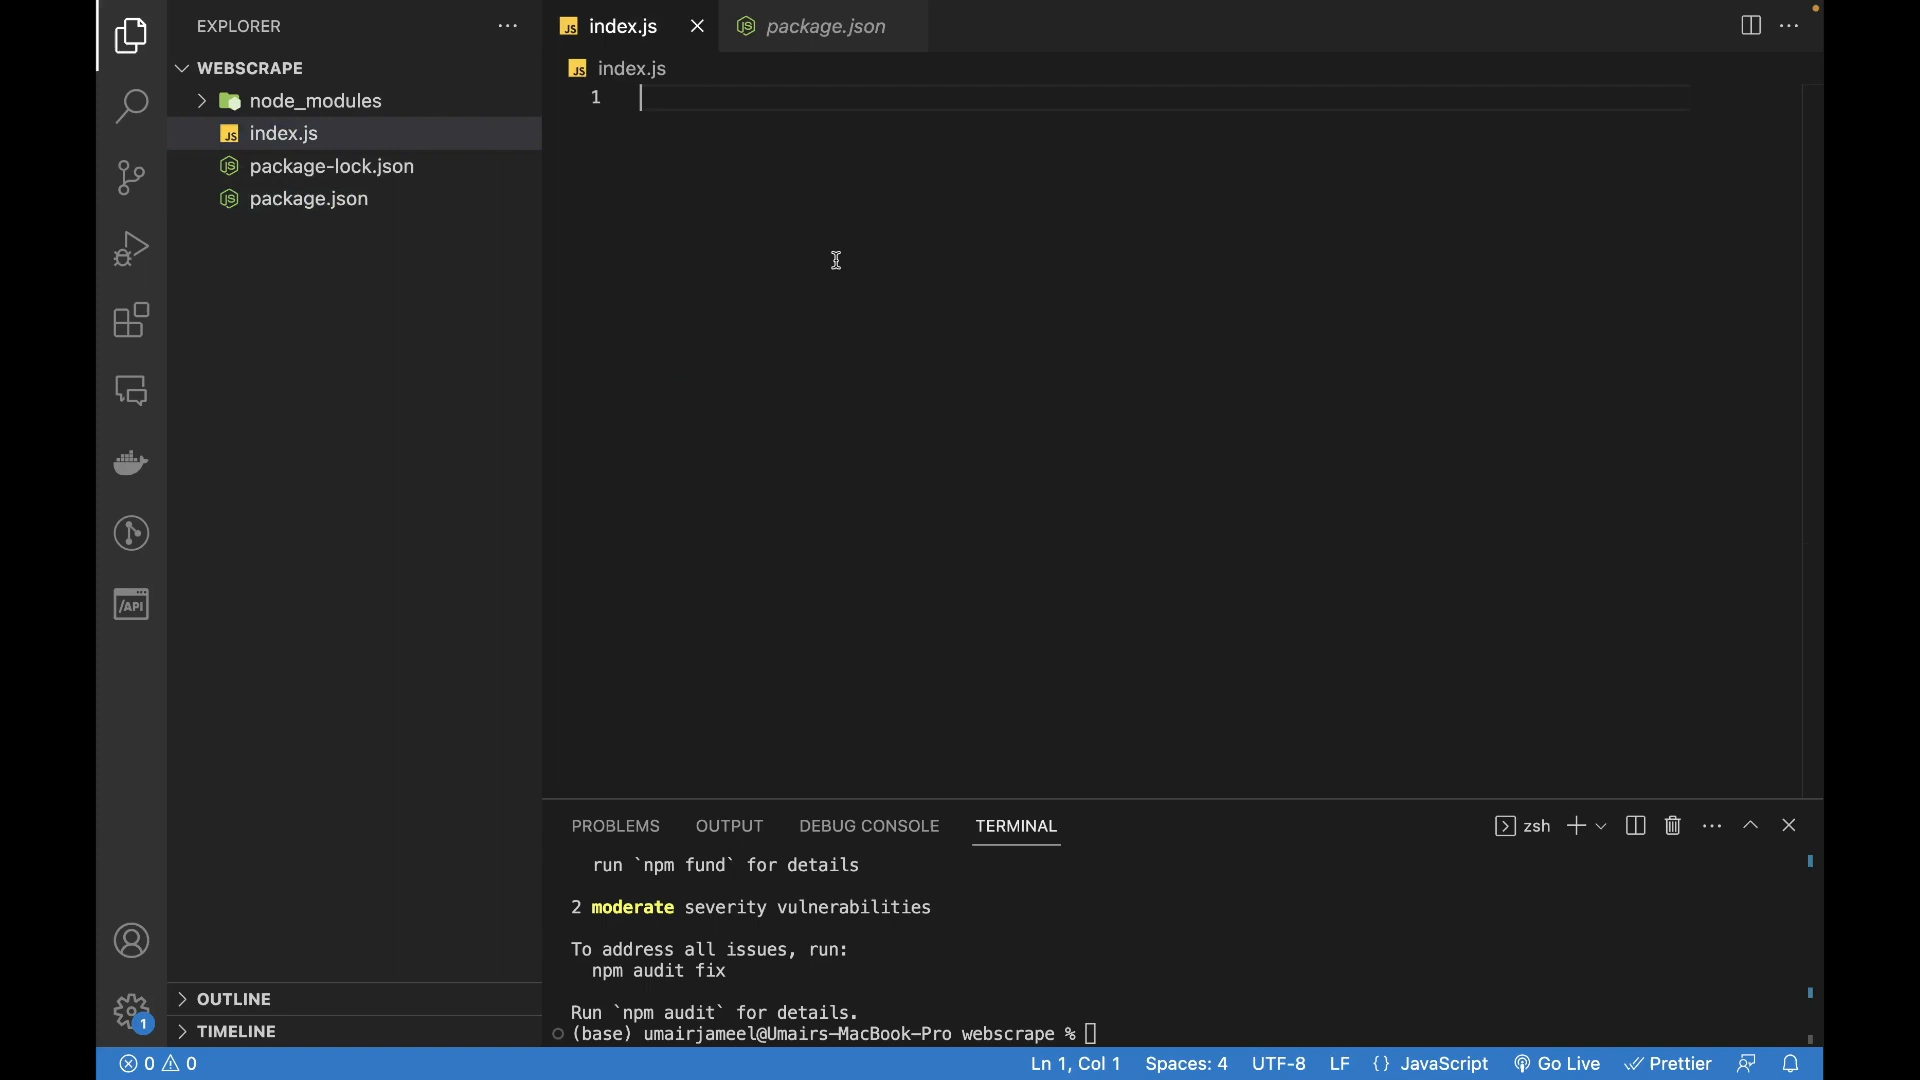 EXPLORER
WEBSCRAPE
node_modules
JS index.js
package-lock.json
package.json
OUTLINE
TIMELINE
JS index.js
package.json
JS index.js
1
/API
1
PROBLEMS OUTPUT DEBUG CONSOLE TERMINAL
zsh
run `npm fund` for details
2 moderate severity vulnerabilities
To address all issues, run:
npm audit fix
Run `npm audit` for details.
(base) umairjameel@Umairs-MacBook-Pro webscrape %
0 0
Ln 1, Col 1 Spaces: 4 UTF-8 LF {} JavaScript Go Live Prettier